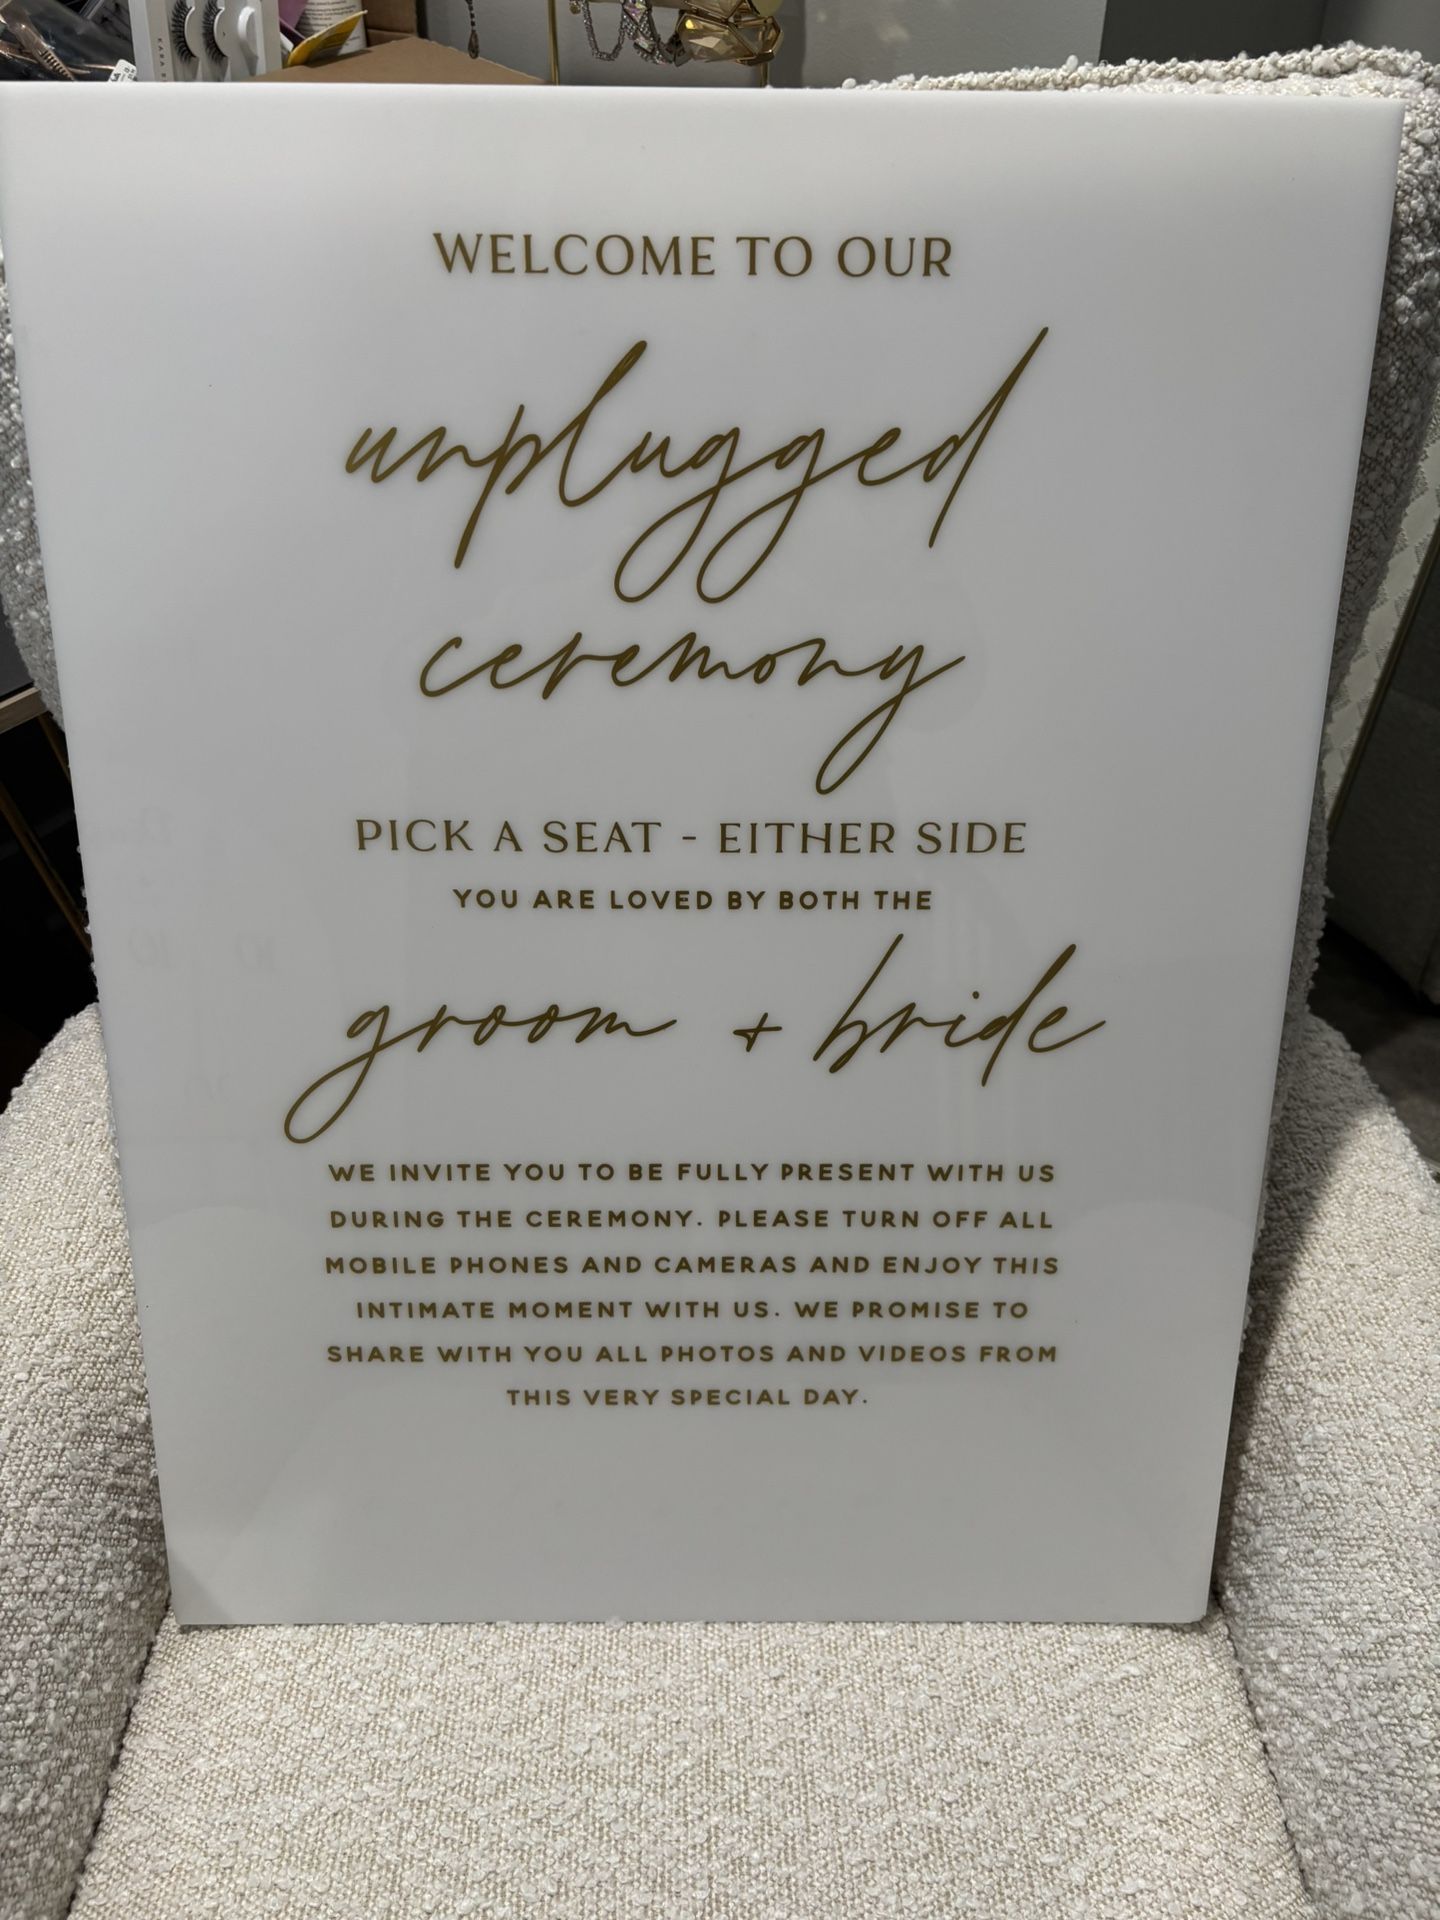 WELCOME TO OUR
unplugged
ceremony
PICK A SEAT - EITHER SIDE
YOU ARE LOVED BY BOTH THE
groom + bride
WE INVITE YOU TO BE FULLY PRESENT WITH US
DURING THE CEREMONY. PLEASE TURN OFF ALL
MOBILE PHONES AND CAMERAS AND ENJOY THIS
INTIMATE MOMENT WITH US. WE PROMISE TO
SHARE WITH YOU ALL PHOTOS AND VIDEOS FROM
THIS VERY SPECIAL DAY.